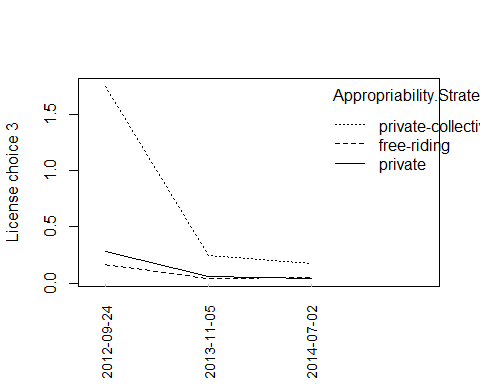 Appropriability.Strate
private-collectiv
free-riding
private
License choice 3
1.5
1.0
0.5
0.0
2012-09-24
2013-11-05
2014-07-02